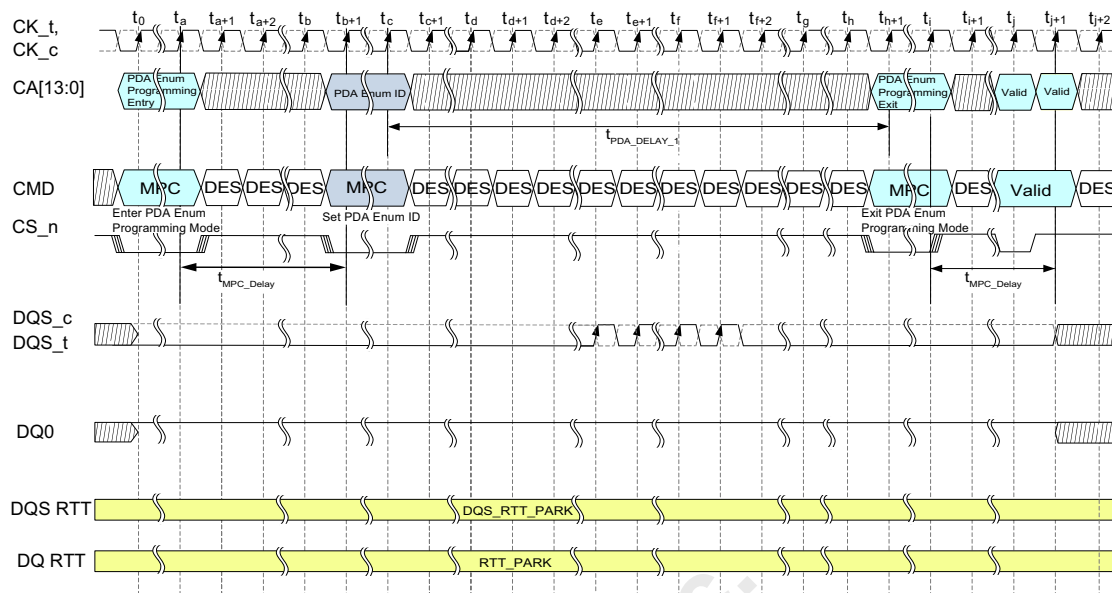 t0 ta ta+1 ta+2 tb tb+1 tc tc+1 td td+1 td+2 te te+1 tf tf+1 tf+2 tg th th+1 ti ti+1 tj tj+1 tj+2
CK_t,
CK_c
CA[13:0]
PDA Enum
Programming
Entry
PDA Enum ID
PDA Enum
Programming
Exit
Valid
Valid
tPDA_DELAY_1
CMD
MPC DES DES DES MPC DES DES DES DES DES DES DES DES DES DES DES MPC DES Valid DES
Enter PDA Enum
Programming Mode
Set PDA Enum ID
Exit PDA Enum
Programming Mode
CS_n
tMPC_Delay
tMPC_Delay
DQS_c
DQS_t
DQ0
DQS RTT
DQS_RTT_PARK
DQ RTT
RTT_PARK